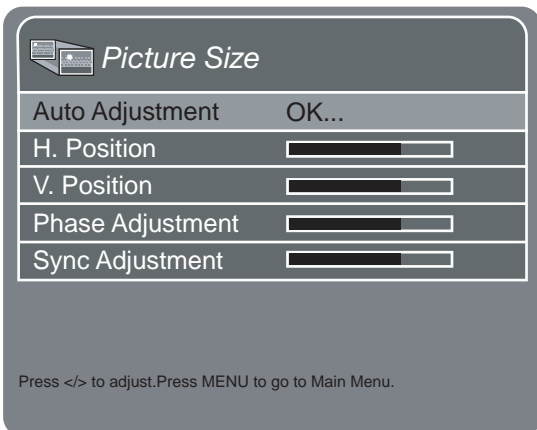 Picture Size
Auto Adjustment OK...
H. Position
V. Position
Phase Adjustment
Sync Adjustment
Press </> to adjust.Press MENU to go to Main Menu.